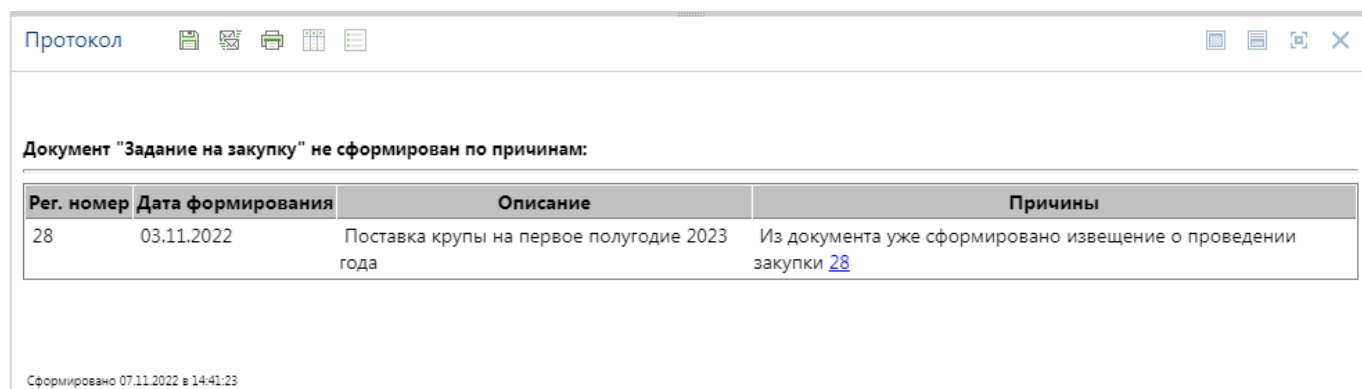 Протокол
Документ "Задание на закупку" не сформирован по причинам:
Рег. номер Дата формирования Описание Причины
28 03.11.2022 Поставка крупы на первое полугодие 2023 Из документа уже сформировано извещение о проведении
года закупки 28
Сформировано 07.11.2022 в 14:41:23